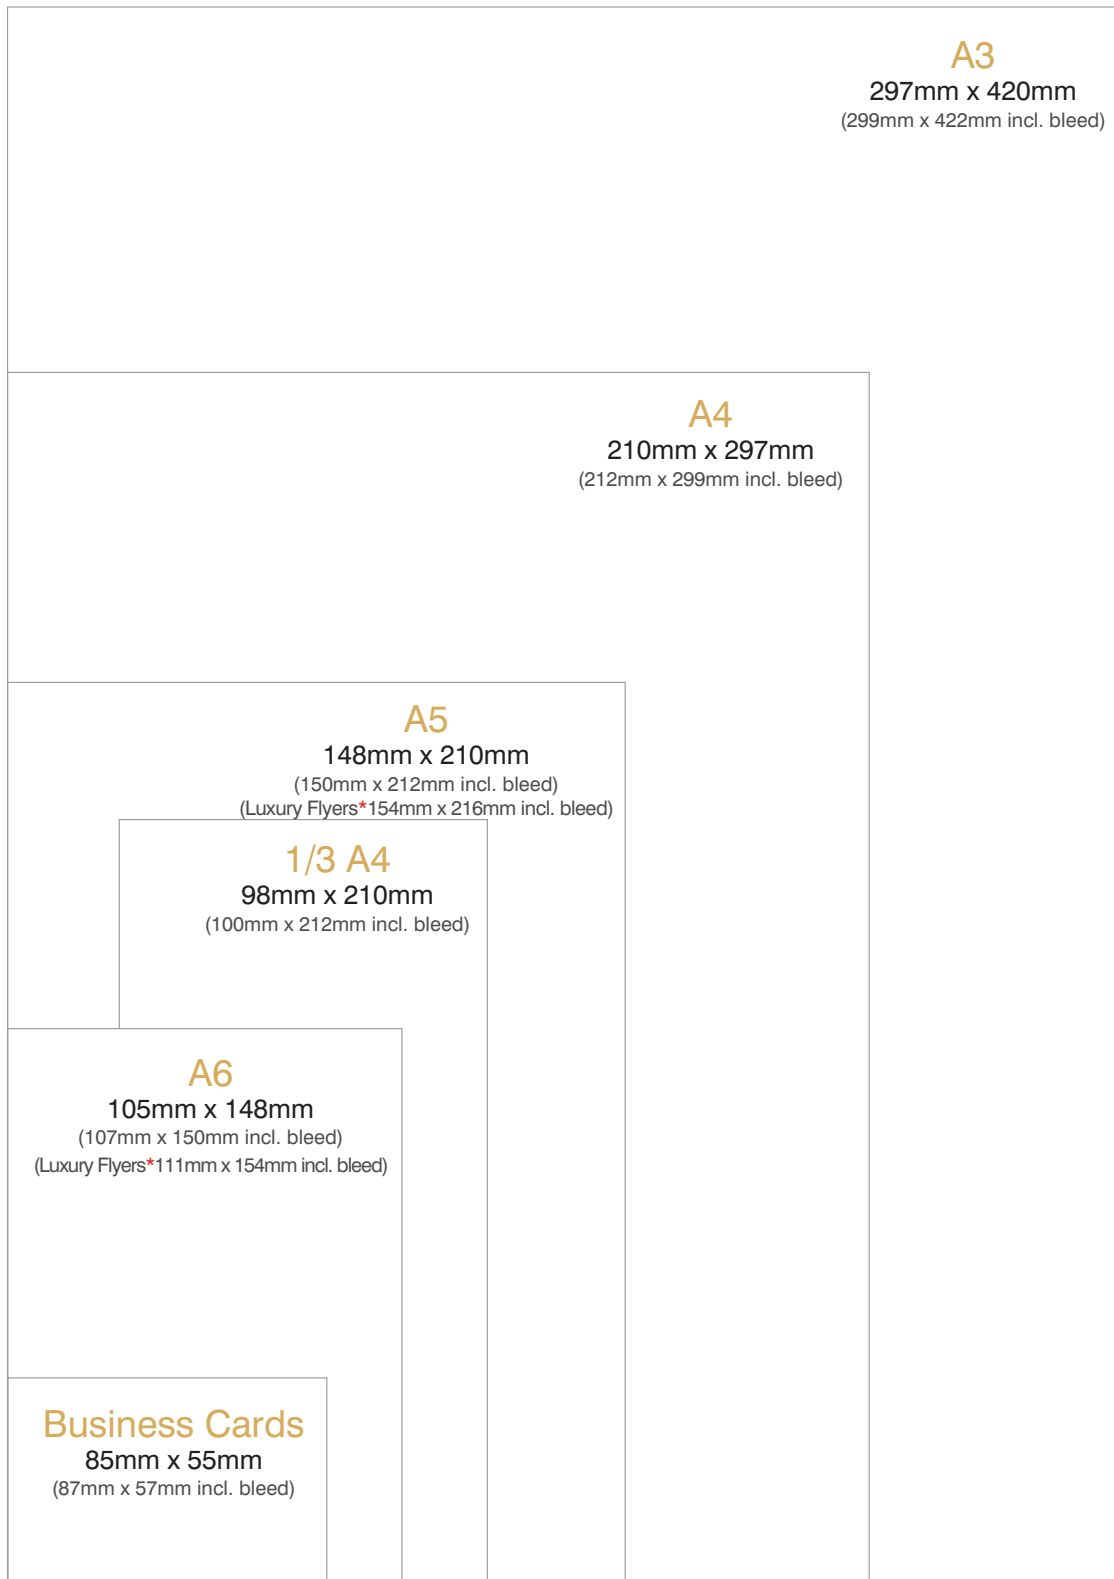 A3
297mm x 420mm
(299mm x 422mm incl. bleed)
A4
210mm x 297mm
(212mm x 299mm incl. bleed)
A5
148mm x 210mm
(150mm x 212mm incl. bleed)
(Luxury Flyers*154mm x 216mm incl. bleed)
1/3 A4
98mm x 210mm
(100mm x 212mm incl. bleed)
A6
105mm x 148mm
(107mm x 150mm incl. bleed)
(Luxury Flyers*111mm x 154mm incl. bleed)
Business Cards
85mm x 55mm
(87mm x 57mm incl. bleed)